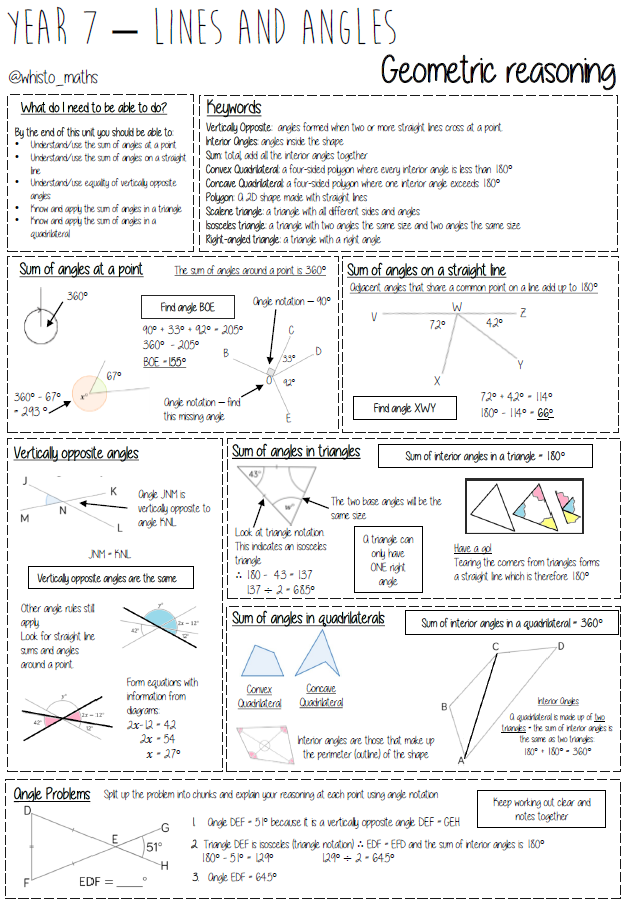 YEAR 7 – LINES AND ANGLES
@whisto_maths
Geometric reasoning
What do I need to be able to do?
By the end of this unit you should be able to:
• Understand/use the sum of angles at a point
• Understand/use the sum of angles on a straight
line
• Understand/use equality of vertically opposite
angles
• Know and apply the sum of angles in a triangle
• Know and apply the sum of angles in a
quadrilateral
Keywords
Vertically Opposite: angles formed when two or more straight lines cross at a point
Interior Angles: angles inside the shape
Sum: total, add all the interior angles together
Convex Quadrilateral: a four-sided polygon where every interior angle is less than 180°
Concave Quadrilateral: a four-sided polygon where one interior angle exceeds 180°
Polygon: A 2D shape made with straight lines
Scalene triangle: a triangle with all different sides and angles
Isosceles triangle: a triangle with two angles the same size and two angles the same size
Right-angled triangle: a triangle with a right angle
Sum of angles at a point
The sum of angles around a point is 360°
360°
Find angle BOE
90° + 33° + 92° = 205°
360° - 205°
BOE = 155°
Angle notation – 90°
B
C
D
33°
O
92°
E
67°
x°
360° - 67°
= 293°
Angle notation – find
this missing angle
Sum of angles on a straight line
Adjacent angles that share a common point on a line add up to 180°
V
W
Z
72°
42°
X
Y
Find angle XWY
72° + 42° = 114°
180° - 114° = 66°
Vertically opposite angles
J
K
N
M
L
Angle JNM is
vertically opposite to
angle KNL
JNM = KNL
Vertically opposite angles are the same
Other angle rules still
apply.
Look for straight line
sums and angles
around a point.
y°
42°
2x − 12°
12°
Form equations with
information from
diagrams:
2x-12 = 42
2x = 54
x = 27°
y°
42°
2x − 12°
12°
Sum of angles in triangles
Sum of interior angles in a triangle = 180°
43°
w°
The two base angles will be the
same size
Look at triangle notation.
This indicates an isosceles
triangle
∴ 180 - 43 = 137
137 ÷ 2 = 68.5°
A triangle can
only have
ONE right
angle
Have a go!
Tearing the corners from triangles forms
a straight line which is therefore 180°
Sum of angles in quadrilaterals
Sum of interior angles in a quadrilateral = 360°
Convex
Quadrilateral
Concave
Quadrilateral
Interior angles are those that make up
the perimeter (outline) of the shape
C
D
B
A
Interior Angles
A quadrilateral is made up of two
triangles - the sum of interior angles is
the same as two triangles:
180° + 180° = 360°
Angle Problems
Split up the problem into chunks and explain your reasoning at each point using angle notation
Keep working out clear and
notes together
D
G
E
51°
H
F
EDF = ____°
1. Angle DEF = 51° because it is a vertically opposite angle DEF = GEH
2. Triangle DEF is isosceles (triangle notation) ∴ EDF = EFD and the sum of interior angles is 180°
180° - 51° = 129°
129° ÷ 2 = 64.5°
3. Angle EDF = 64.5°